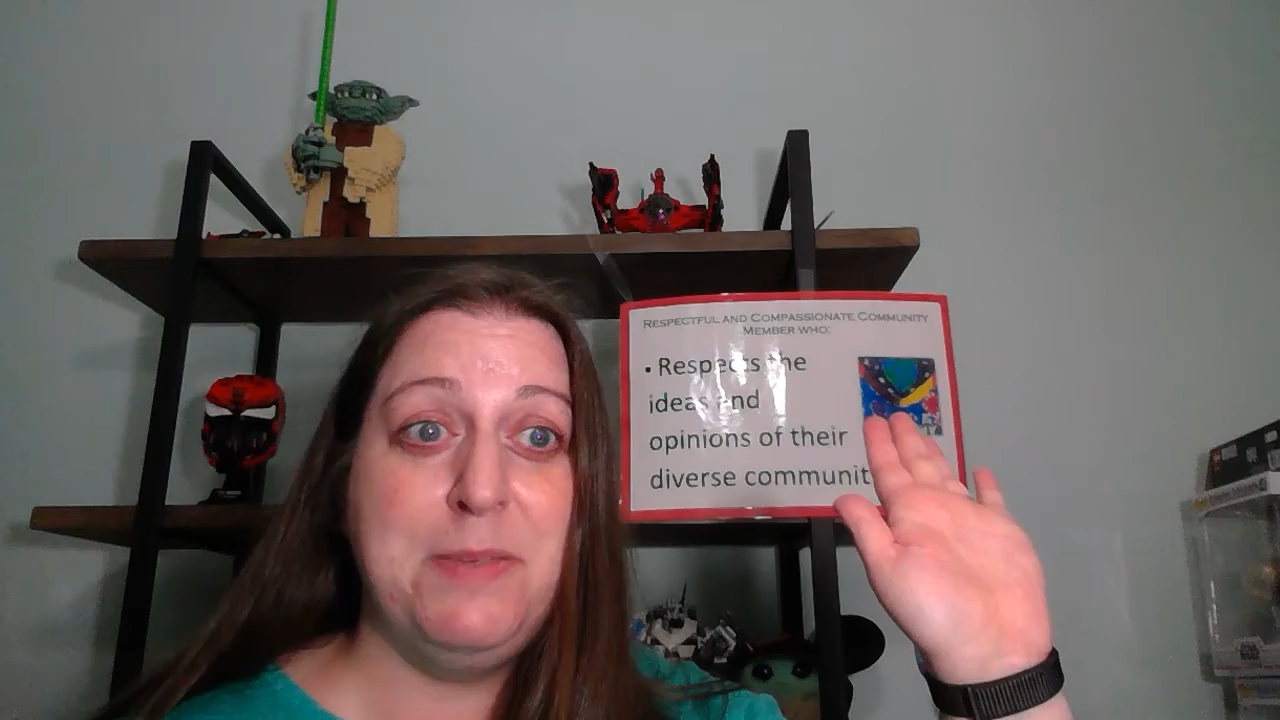 RESPECTFUL AND COMPASSIONATE COMMUNITY
MEMBER WHO:
• Respects the
ideas and
opinions of their
diverse communit